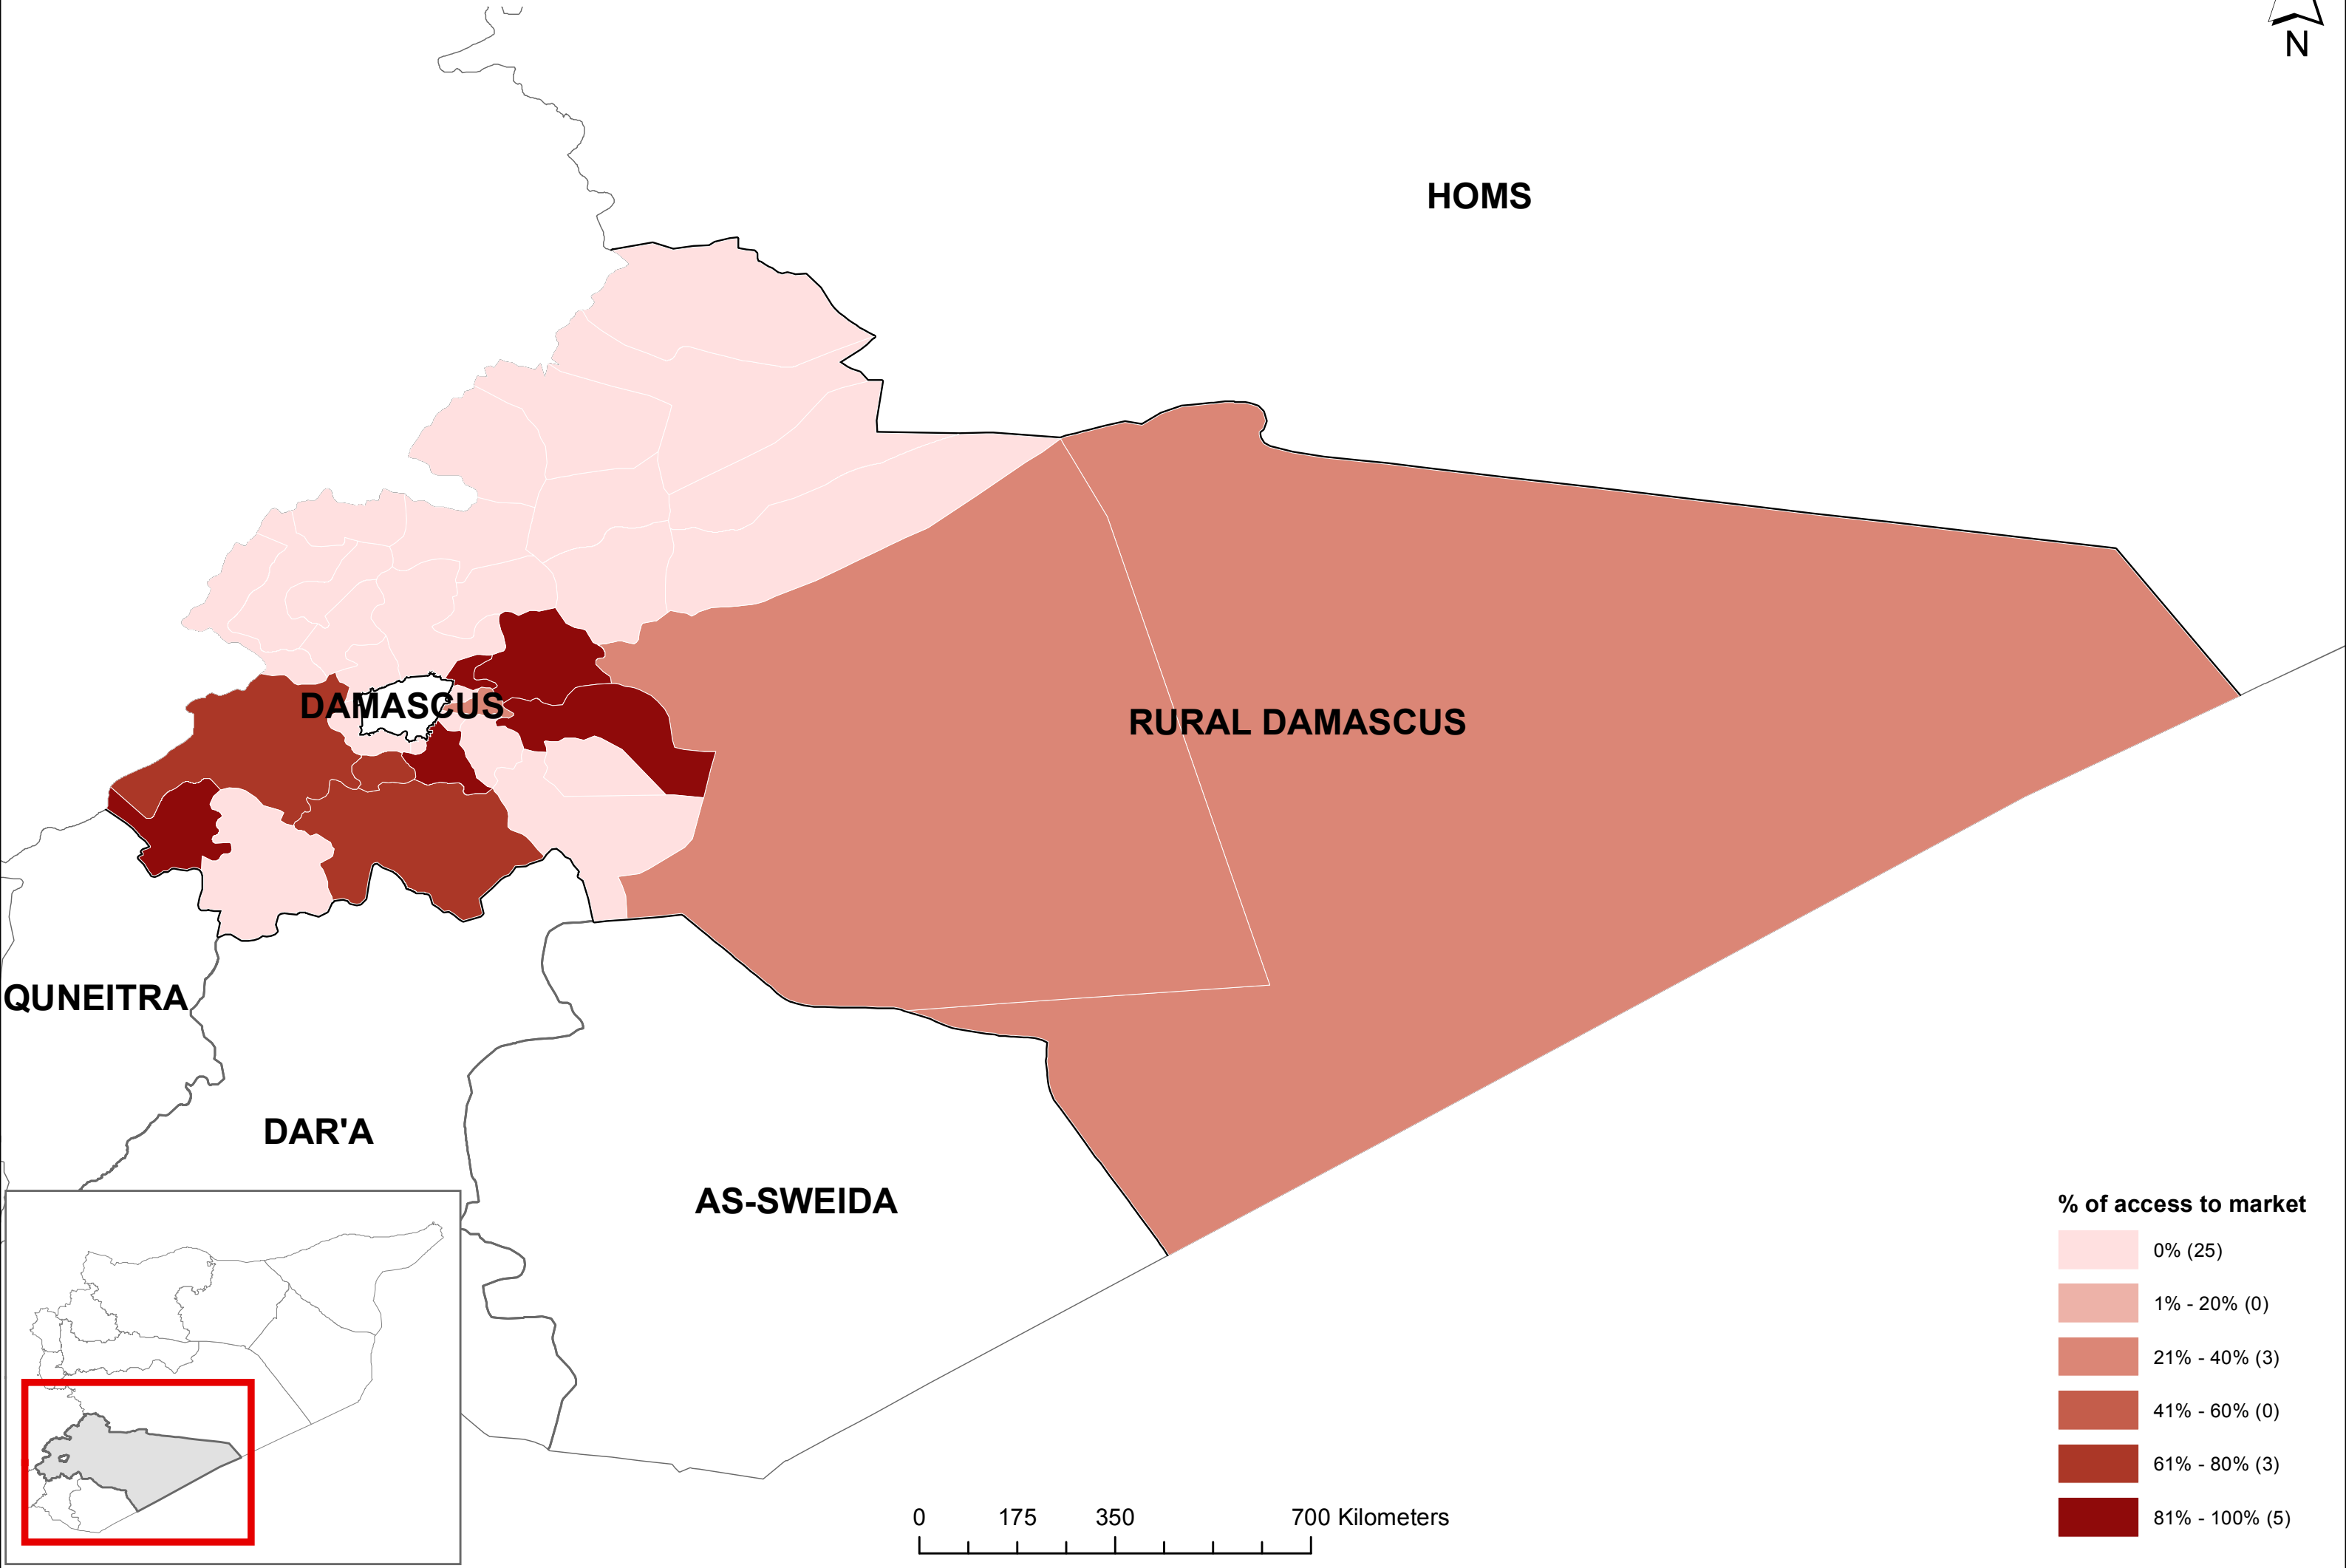 N
HOMS
DAMASCUS
RURAL DAMASCUS
QUNEITRA
DAR'A
AS-SWEIDA
% of access to market
0% (25)
1% - 20% (0)
21% - 40% (3)
41% - 60% (0)
61% - 80% (3)
81% - 100% (5)
0 175 350 700 Kilometers